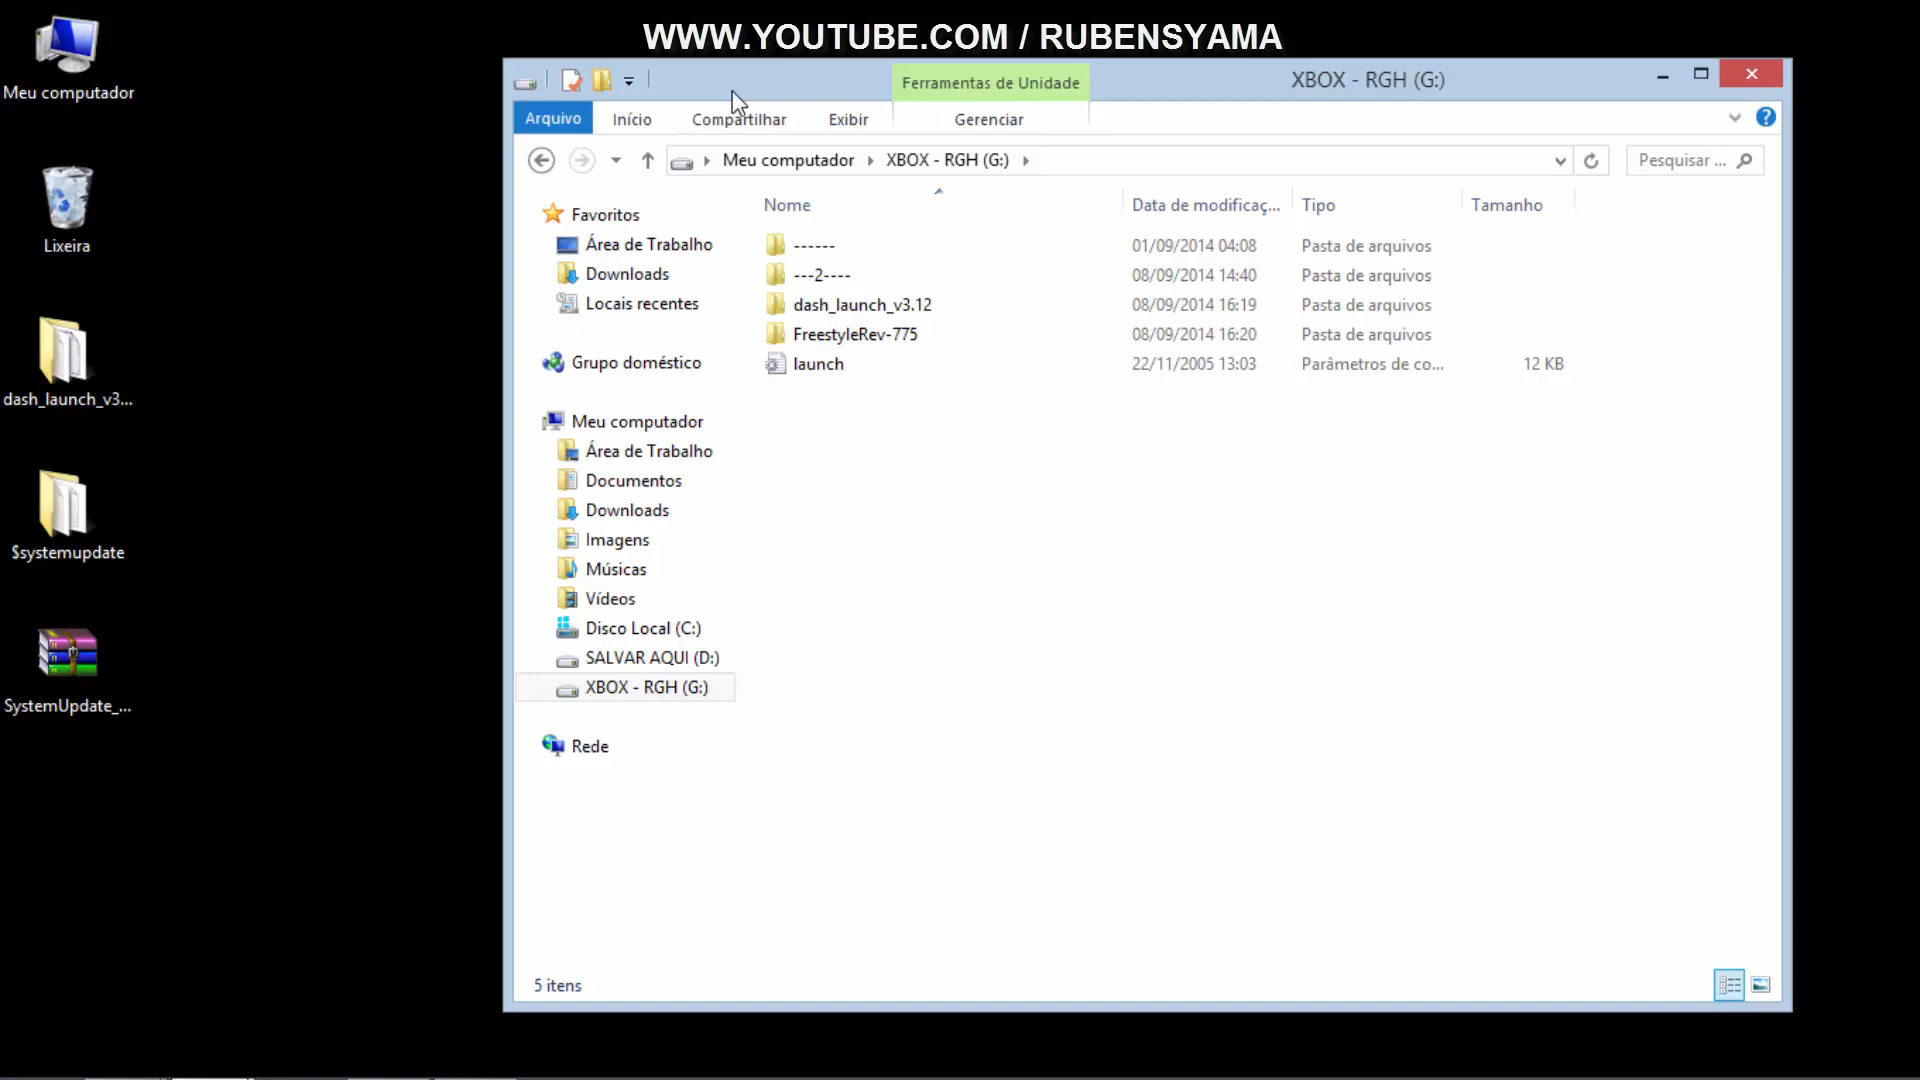 WWW.YOUTUBE.COM / RUBENSYAMA
Meu computador
Lixeira
dash_launch_v3...
$systemupdate
SystemUpdate_...
Ferramentas de Unidade
XBOX - RGH (G:)
Arquivo Início Compartilhar Exibir Gerenciar
Meu computador XBOX - RGH (G:) Pesquisar ...
Favoritos
Área de Trabalho
Downloads
Locais recentes
Grupo doméstico
Meu computador
Área de Trabalho
Documentos
Downloads
Imagens
Músicas
Vídeos
Disco Local (C:)
SALVAR AQUI (D:)
XBOX - RGH (G:)
Rede
Nome Data de modificaç... Tipo Tamanho
------ 01/09/2014 04:08 Pasta de arquivos
---2---- 08/09/2014 14:40 Pasta de arquivos
dash_launch_v3.12 08/09/2014 16:19 Pasta de arquivos
FreestyleRev-775 08/09/2014 16:20 Pasta de arquivos
launch 22/11/2005 13:03 Parâmetros de co... 12 KB
5 itens